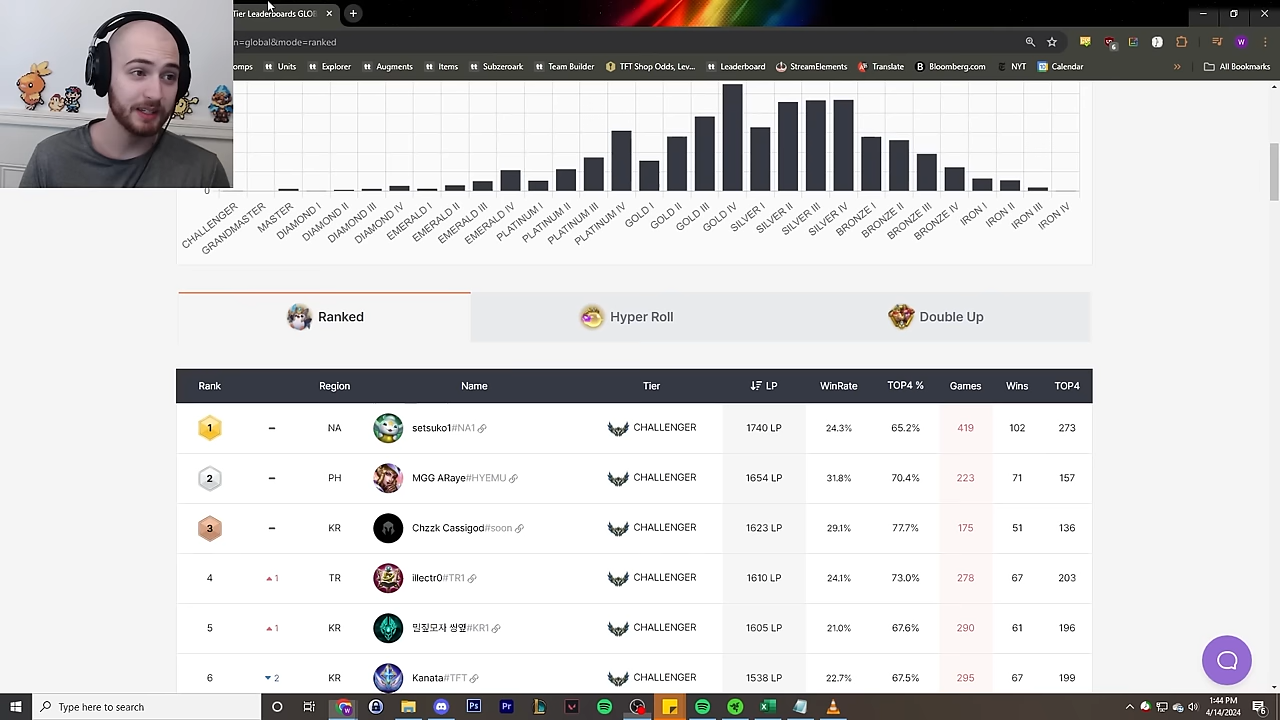 Tier Leaderboards GLOB
n=global&mode=ranked
omps
Units
Explorer
Augments
Items
Subzeroark
Team Builder
TFT Shop Odds, Lev...
Leaderboard
StreamElements
Translate
Bloomberg.com
NYT
Calendar
»
All Bookmarks
0
CHALLENGER
GRANDMASTER
MASTER
DIAMOND I
DIAMOND II
DIAMOND III
DIAMOND IV
EMERALD I
EMERALD II
EMERALD III
EMERALD IV
PLATINUM I
PLATINUM II
PLATINUM III
PLATINUM IV
GOLD I
GOLD II
GOLD III
GOLD IV
SILVER I
SILVER II
SILVER III
SILVER IV
BRONZE I
BRONZE II
BRONZE III
BRONZE IV
IRON I
IRON II
IRON III
IRON IV
Ranked
Hyper Roll
Double Up
Rank Region Name Tier LP WinRate TOP4 % Games Wins TOP4
1 – NA setsuko1#NA1 CHALLENGER 1740 LP 24.3% 65.2% 419 102 273
2 – PH MGG ARaye#HYEMU CHALLENGER 1654 LP 31.8% 70.4% 223 71 157
3 – KR Chzzk Cassigod#soon CHALLENGER 1623 LP 29.1% 77.7% 175 51 136
4 1 TR illectr0#TR1 CHALLENGER 1610 LP 24.1% 73.0% 278 67 203
5 1 KR 밀짚모자 쌍옆#KR1 CHALLENGER 1605 LP 21.0% 67.6% 290 61 196
6 2 KR Kanata#TFT CHALLENGER 1538 LP 22.7% 67.5% 295 67 199
Type here to search
1:44 PM
4/14/2024